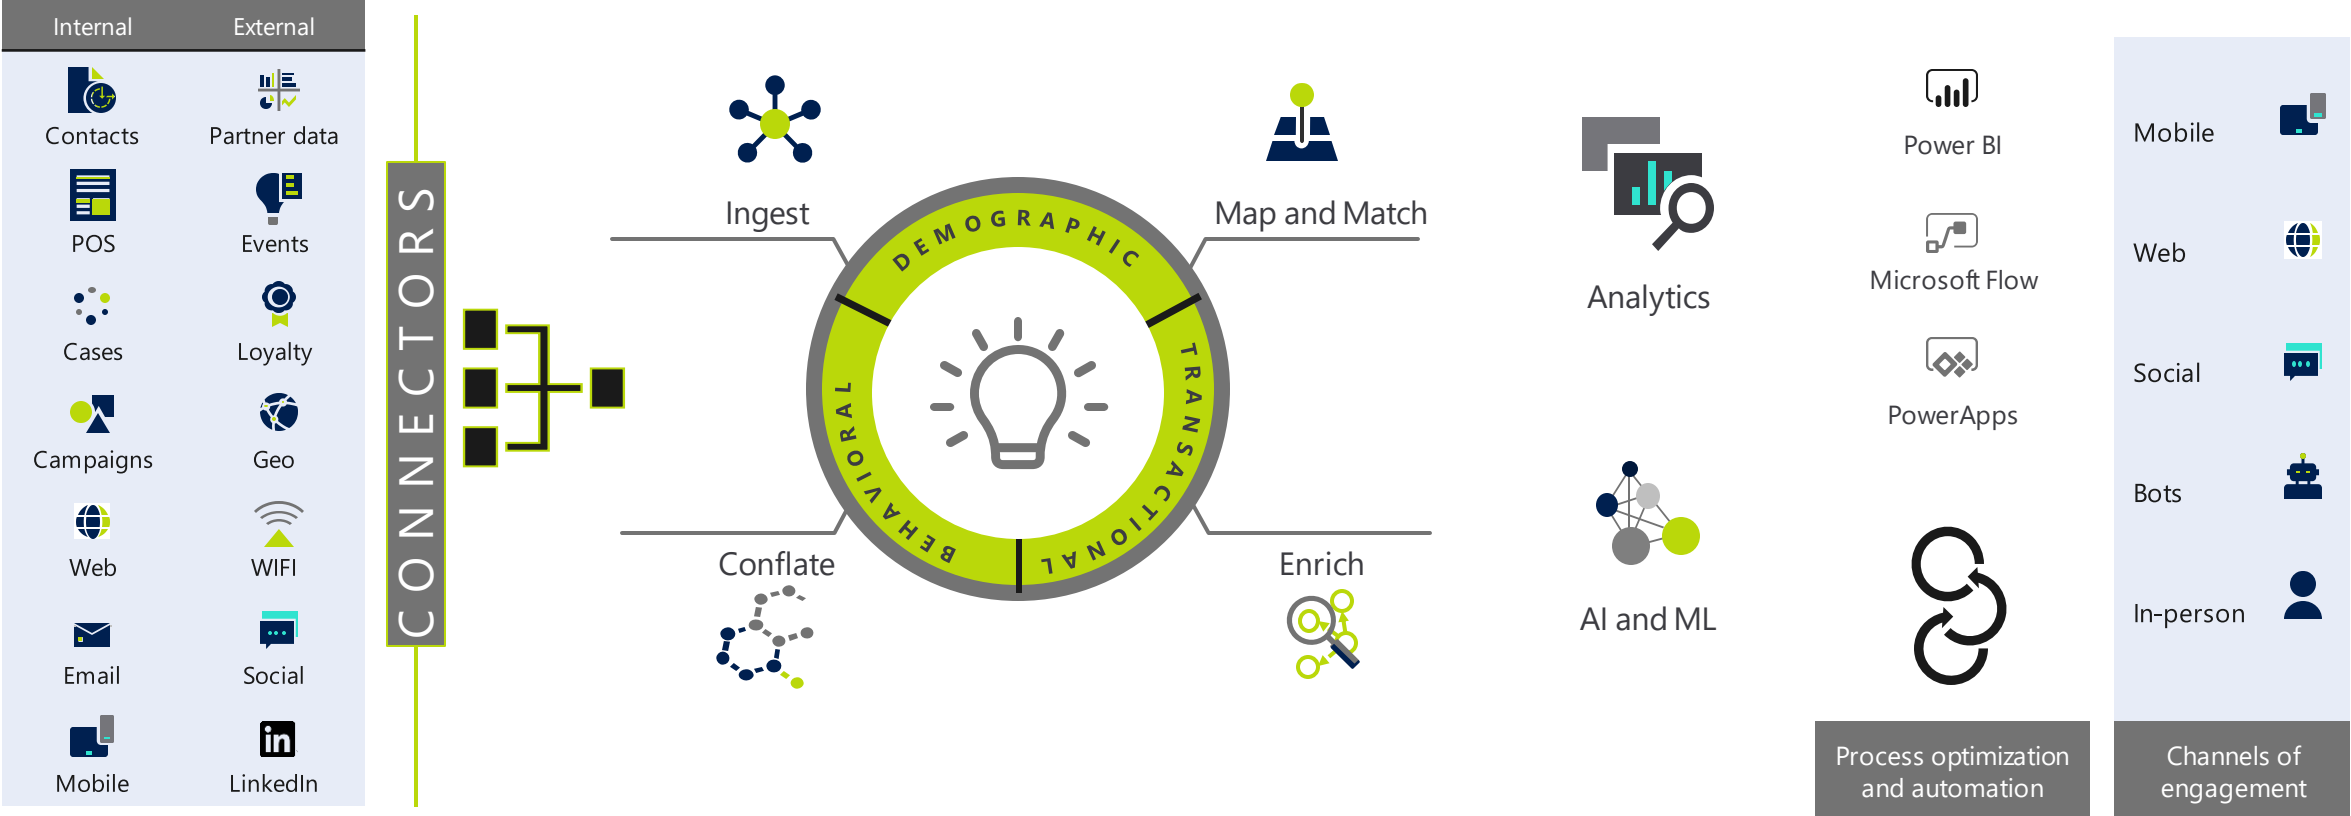 Internal
External
Contacts
Partner data
POS
Events
Cases
Loyalty
Campaigns
Geo
Web
WIFI
Email
Social
Mobile
in
LinkedIn
CONNECTORS
Ingest
Map and Match
DEMOGRAPHIC
TRANSACTIONAL
BEHAVIORAL
Conflate
Enrich
Analytics
AI and ML
Power BI
Microsoft Flow
PowerApps
Process optimization
and automation
Mobile
Web
Social
Bots
In-person
Channels of
engagement